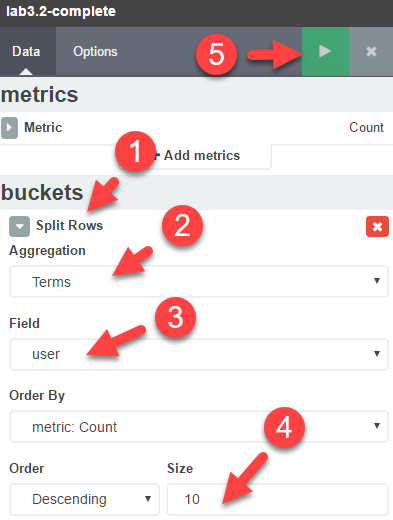 lab3.2-complete
Data Options 5
metrics
Metric Count
1 Add metrics
buckets
Split Rows
2
Aggregation
Terms
3
Field
user
Order By
metric: Count
4
Order Size
Descending 10